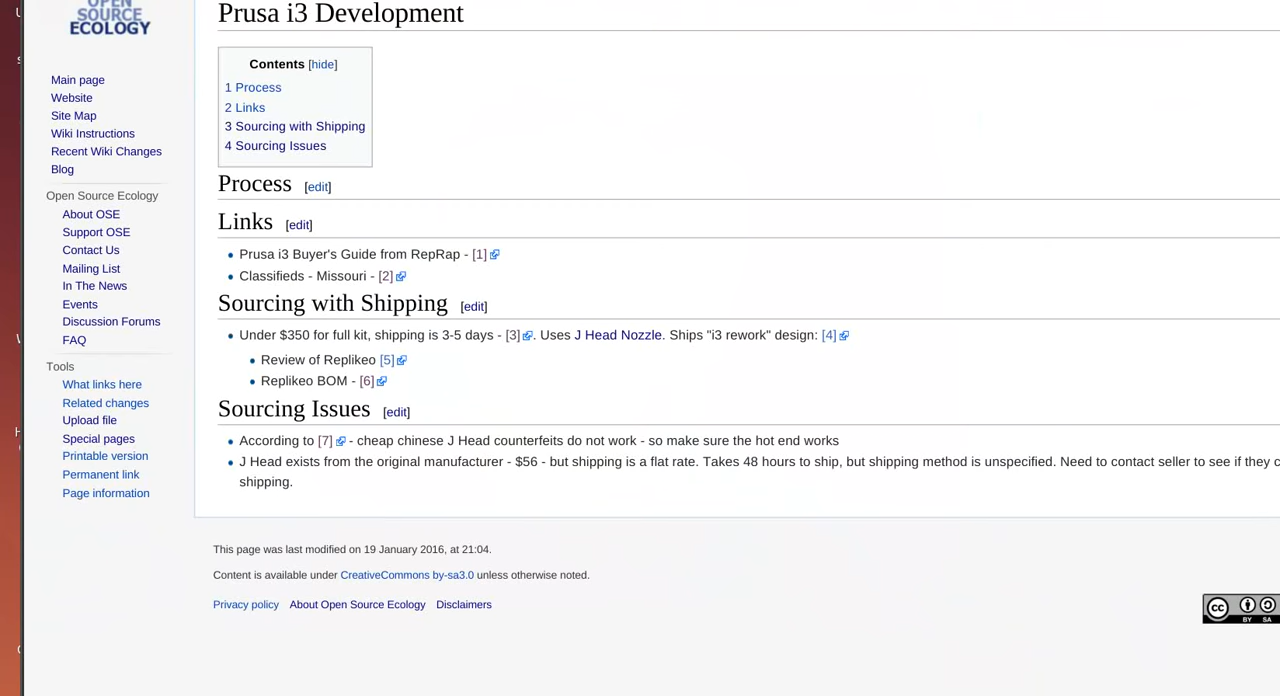 OPEN
SOURCE
ECOLOGY
Main page
Website
Site Map
Wiki Instructions
Recent Wiki Changes
Blog
Open Source Ecology
About OSE
Support OSE
Contact Us
Mailing List
In The News
Events
Discussion Forums
FAQ
Tools
What links here
Related changes
Upload file
Special pages
Printable version
Permanent link
Page information
Prusa i3 Development
Contents [hide]
1 Process
2 Links
3 Sourcing with Shipping
4 Sourcing Issues
Process [edit]
Links [edit]
• Prusa i3 Buyer's Guide from RepRap - [1]
• Classifieds - Missouri - [2]
Sourcing with Shipping [edit]
• Under $350 for full kit, shipping is 3-5 days - [3]. Uses J Head Nozzle. Ships "i3 rework" design: [4]
• Review of Replikeo [5]
• Replikeo BOM - [6]
Sourcing Issues [edit]
• According to [7] - cheap chinese J Head counterfeits do not work - so make sure the hot end works
• J Head exists from the original manufacturer - $56 - but shipping is a flat rate. Takes 48 hours to ship, but shipping method is unspecified. Need to contact seller to see if they
shipping.
This page was last modified on 19 January 2016, at 21:04.
Content is available under CreativeCommons by-sa3.0 unless otherwise noted.
Privacy policy About Open Source Ecology Disclaimers
cc BY SA